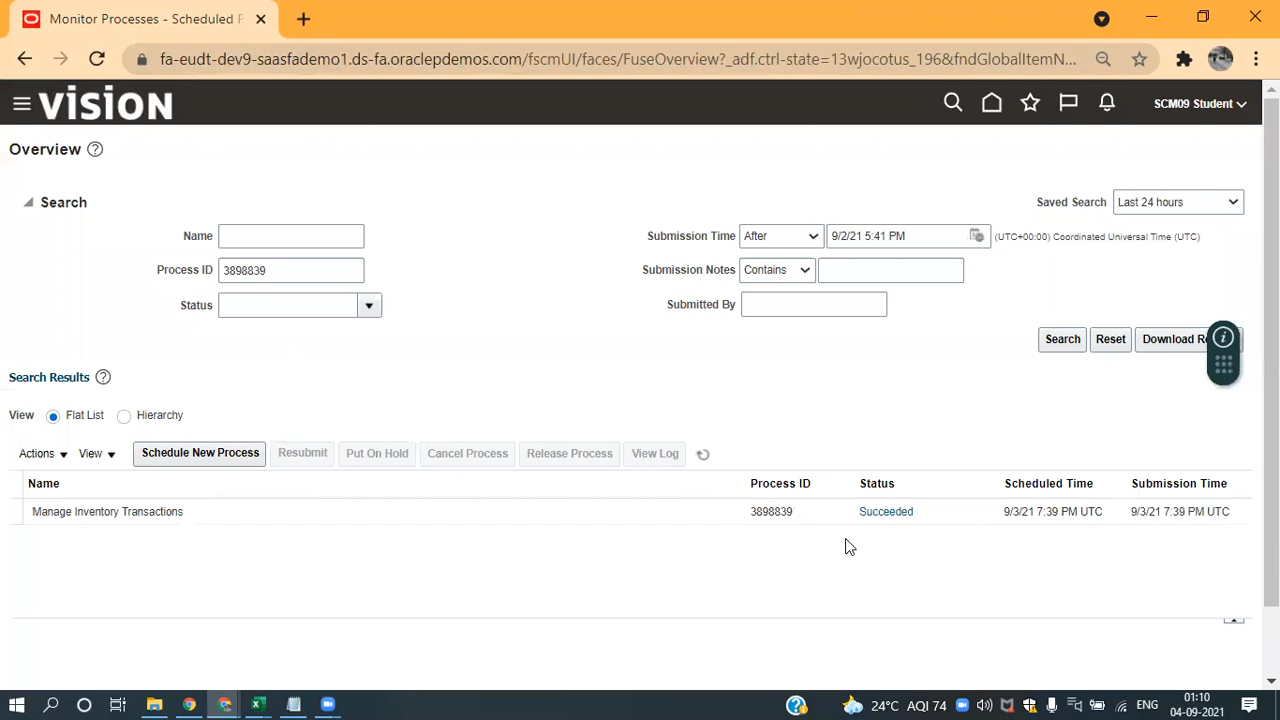 Monitor Processes - Scheduled P
fa-eudt-dev9-saasfademo1.ds-fa.oraclepdemos.com/fscmUI/faces/FuseOverview?_adf.ctrl-state=13wjocotus_196&fndGlobalItemN...
vision
SCM09 Student
Overview
Search
Saved Search Last 24 hours
Name
Submission Time After 9/2/21 5:41 PM (UTC+00:00) Coordinated Universal Time (UTC)
Process ID 3898839
Submission Notes Contains
Status
Submitted By
Search Reset Download Re
Search Results
View Flat List Hierarchy
Actions View Schedule New Process Resubmit Put On Hold Cancel Process Release Process View Log
Name Process ID Status Scheduled Time Submission Time
Manage Inventory Transactions 3898839 Succeeded 9/3/21 7:39 PM UTC 9/3/21 7:39 PM UTC
24°C AQI 74 ENG 01:10
04-09-2021